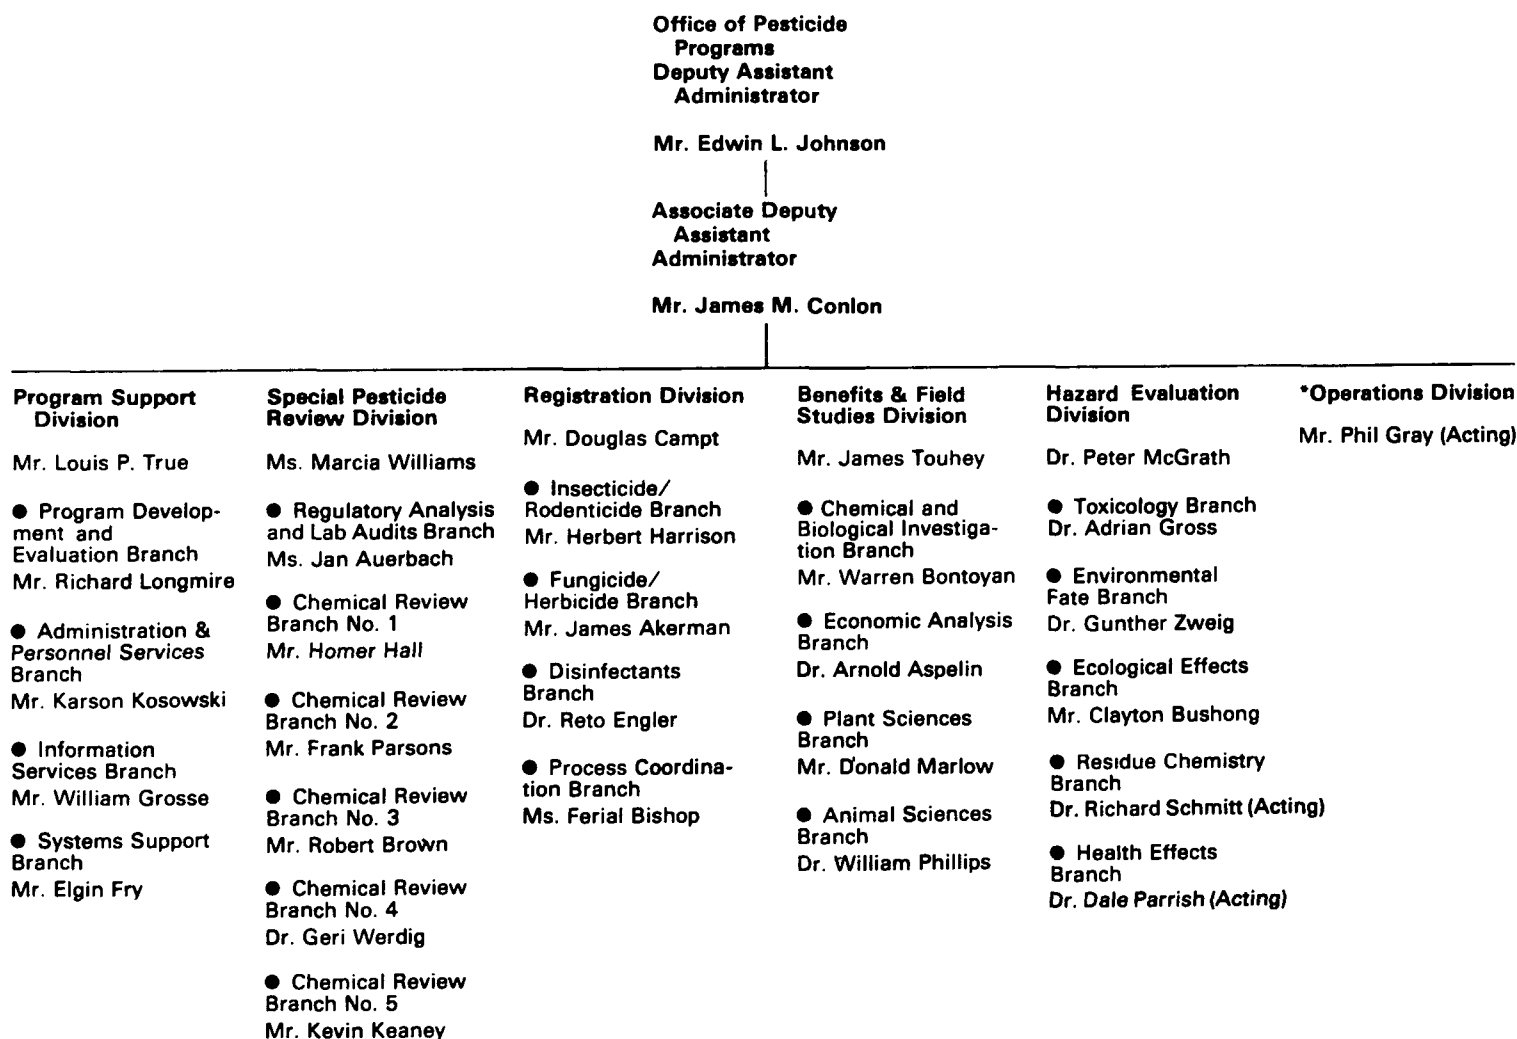 Office of Pesticide
Programs
Deputy Assistant
Administrator
Mr. Edwin L. Johnson
Associate Deputy
Assistant
Administrator
Mr. James M. Conlon
Program Support
Division
Mr. Louis P. True
● Program Develop-
ment and
Evaluation Branch
Mr. Richard Longmire
● Administration &
Personnel Services
Branch
Mr. Karson Kosowski
● Information
Services Branch
Mr. William Grosse
● Systems Support
Branch
Mr. Elgin Fry
Special Pesticide
Review Division
Ms. Marcia Williams
● Regulatory Analysis
and Lab Audits Branch
Ms. Jan Auerbach
● Chemical Review
Branch No. 1
Mr. Homer Hall
● Chemical Review
Branch No. 2
Mr. Frank Parsons
● Chemical Review
Branch No. 3
Mr. Robert Brown
● Chemical Review
Branch No. 4
Dr. Geri Werdig
● Chemical Review
Branch No. 5
Mr. Kevin Keaney
Registration Division
Mr. Douglas Campt
● Insecticide/
Rodenticide Branch
Mr. Herbert Harrison
● Fungicide/
Herbicide Branch
Mr. James Akerman
● Disinfectants
Branch
Dr. Reto Engler
● Process Coordina-
tion Branch
Ms. Ferial Bishop
Benefits & Field
Studies Division
Mr. James Touhey
● Chemical and
Biological Investiga-
tion Branch
Mr. Warren Bontoyan
● Economic Analysis
Branch
Dr. Arnold Aspelin
● Plant Sciences
Branch
Mr. Donald Marlow
● Animal Sciences
Branch
Dr. William Phillips
Hazard Evaluation
Division
Dr. Peter McGrath
● Toxicology Branch
Dr. Adrian Gross
● Environmental
Fate Branch
Dr. Gunther Zweig
● Ecological Effects
Branch
Mr. Clayton Bushong
● Residue Chemistry
Branch
Dr. Richard Schmitt (Acting)
● Health Effects
Branch
Dr. Dale Parrish (Acting)
*Operations Division
Mr. Phil Gray (Acting)